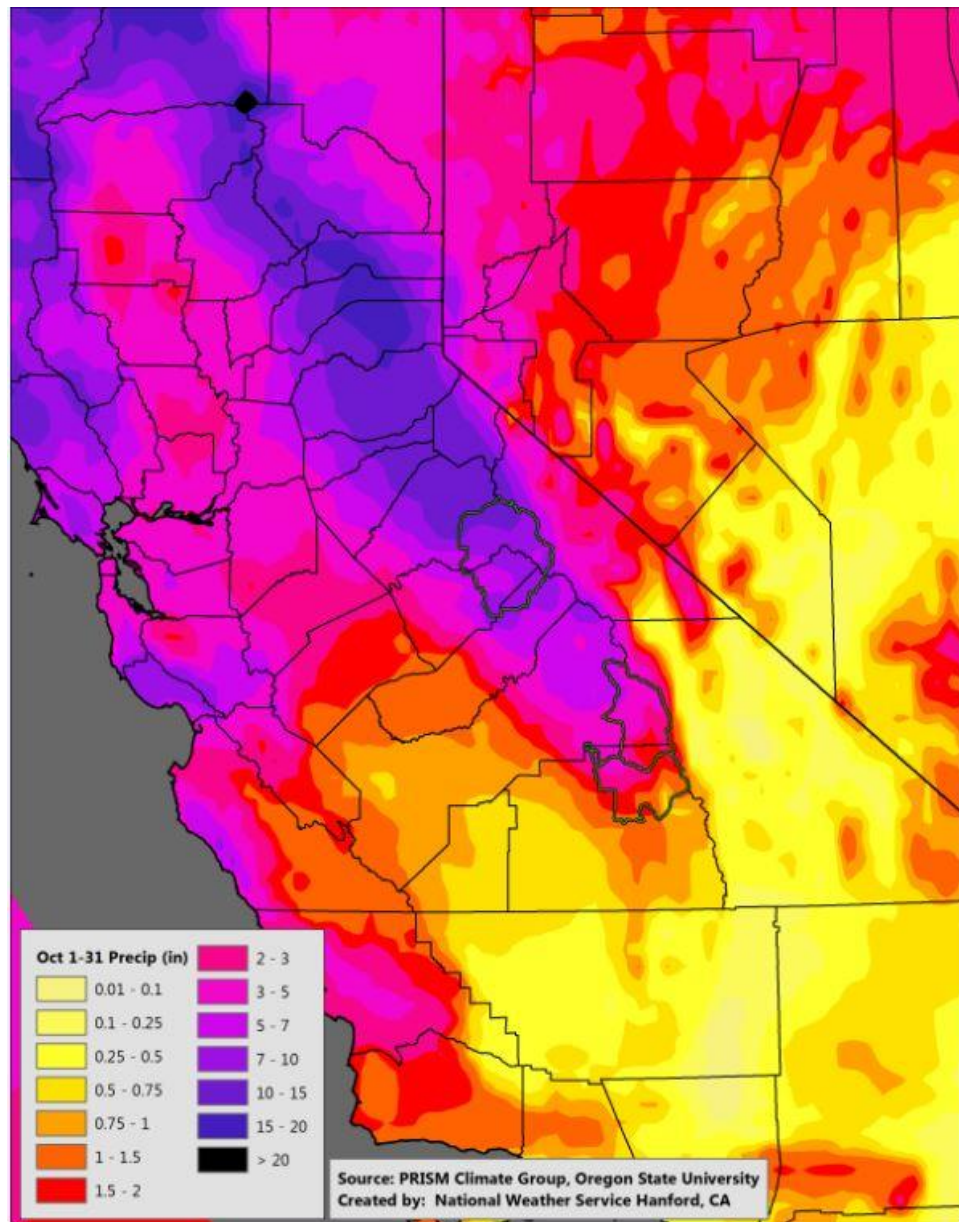 Oct 1-31 Precip (in)
0.01 - 0.1
0.1 - 0.25
0.25 - 0.5
0.5 - 0.75
0.75 - 1
1 - 1.5
1.5 - 2
2 - 3
3 - 5
5 - 7
7 - 10
10 - 15
15 - 20
> 20
Source: PRISM Climate Group, Oregon State University
Created by: National Weather Service Hanford, CA